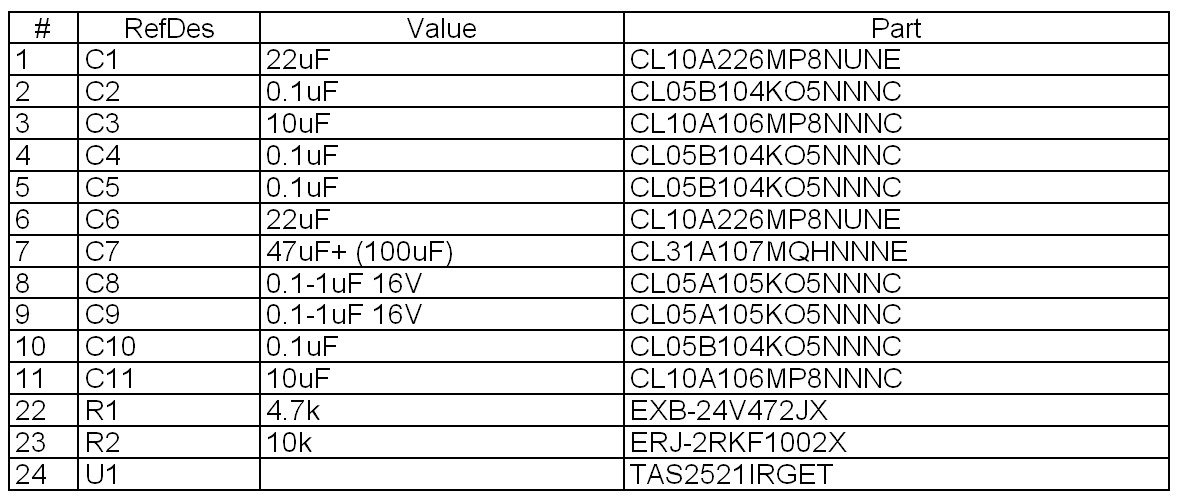 # RefDes Value Part
1 C1 22uF CL10A226MP8NUNE
2 C2 0.1uF CL05B104KO5NNNC
3 C3 10uF CL10A106MP8NNNC
4 C4 0.1uF CL05B104KO5NNNC
5 C5 0.1uF CL05B104KO5NNNC
6 C6 22uF CL10A226MP8NUNE
7 C7 47uF+ (100uF) CL31A107MQHNNNE
8 C8 0.1-1uF 16V CL05A105KO5NNNC
9 C9 0.1-1uF 16V CL05A105KO5NNNC
10 C10 0.1uF CL05B104KO5NNNC
11 C11 10uF CL10A106MP8NNNC
22 R1 4.7k EXB-24V472JX
23 R2 10k ERJ-2RKF1002X
24 U1 TAS2521IRGET